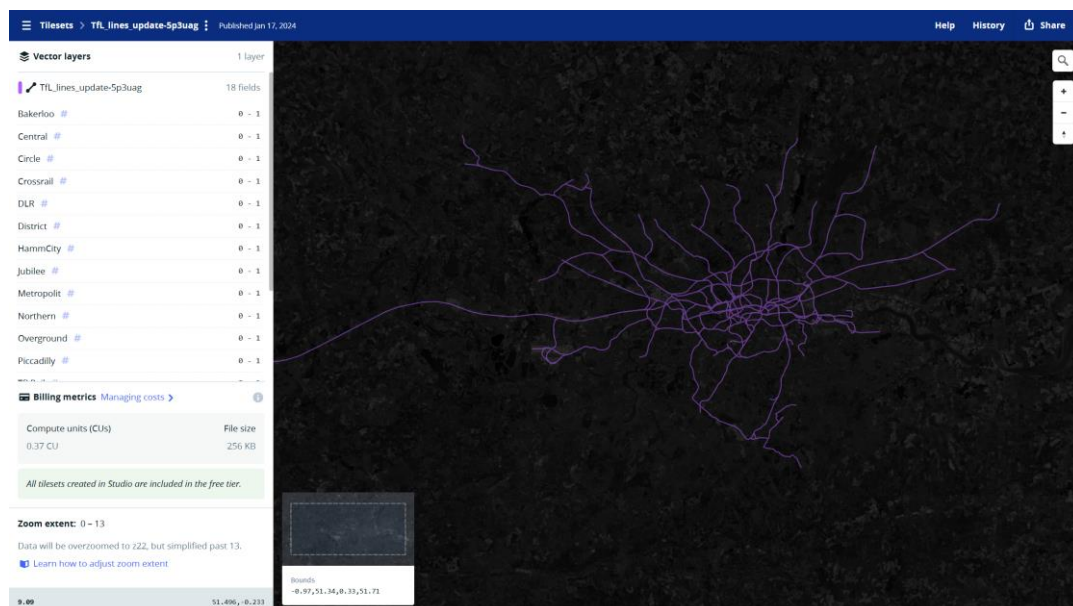 Tilesets > TfL_lines_update-5p3uag Published Jan 17, 2024 Help History Share
Vector layers 1 layer
TfL_lines_update-5p3uag 18 fields
Bakerloo # 0 - 1
Central # 0 - 1
Circle # 0 - 1
Crossrail # 0 - 1
DLR # 0 - 1
District # 0 - 1
HammCity # 0 - 1
Jubilee # 0 - 1
Metropolit # 0 - 1
Northern # 0 - 1
Overground # 0 - 1
Piccadilly # 0 - 1
Billing metrics Managing costs >
Compute units (CUs) File size
0.37 CU 256 KB
All tilesets created in Studio are included in the free tier.
Zoom extent: 0 – 13
Data will be overzoomed to z22, but simplified past 13.
Learn how to adjust zoom extent
9.09 51.496,-0.233
Bounds
-0.97,51.34,0.33,51.71